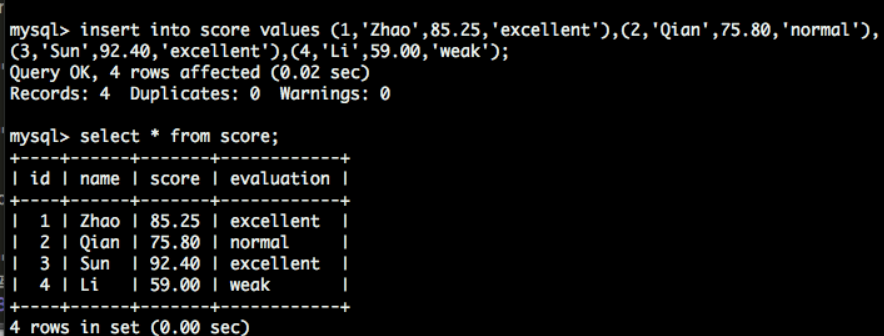 mysql> insert into score values (1,'Zhao',85.25,'excellent'),(2,'Qian',75.80,'normal'),
(3,'Sun',92.40,'excellent'),(4,'Li',59.00,'weak');
Query OK, 4 rows affected (0.02 sec)
Records: 4  Duplicates: 0  Warnings: 0

mysql> select * from score;
+----+------+-------+------------+
| id | name | score | evaluation |
+----+------+-------+------------+
|  1 | Zhao | 85.25 | excellent  |
|  2 | Qian | 75.80 | normal     |
|  3 | Sun  | 92.40 | excellent  |
|  4 | Li   | 59.00 | weak       |
+----+------+-------+------------+
4 rows in set (0.00 sec)